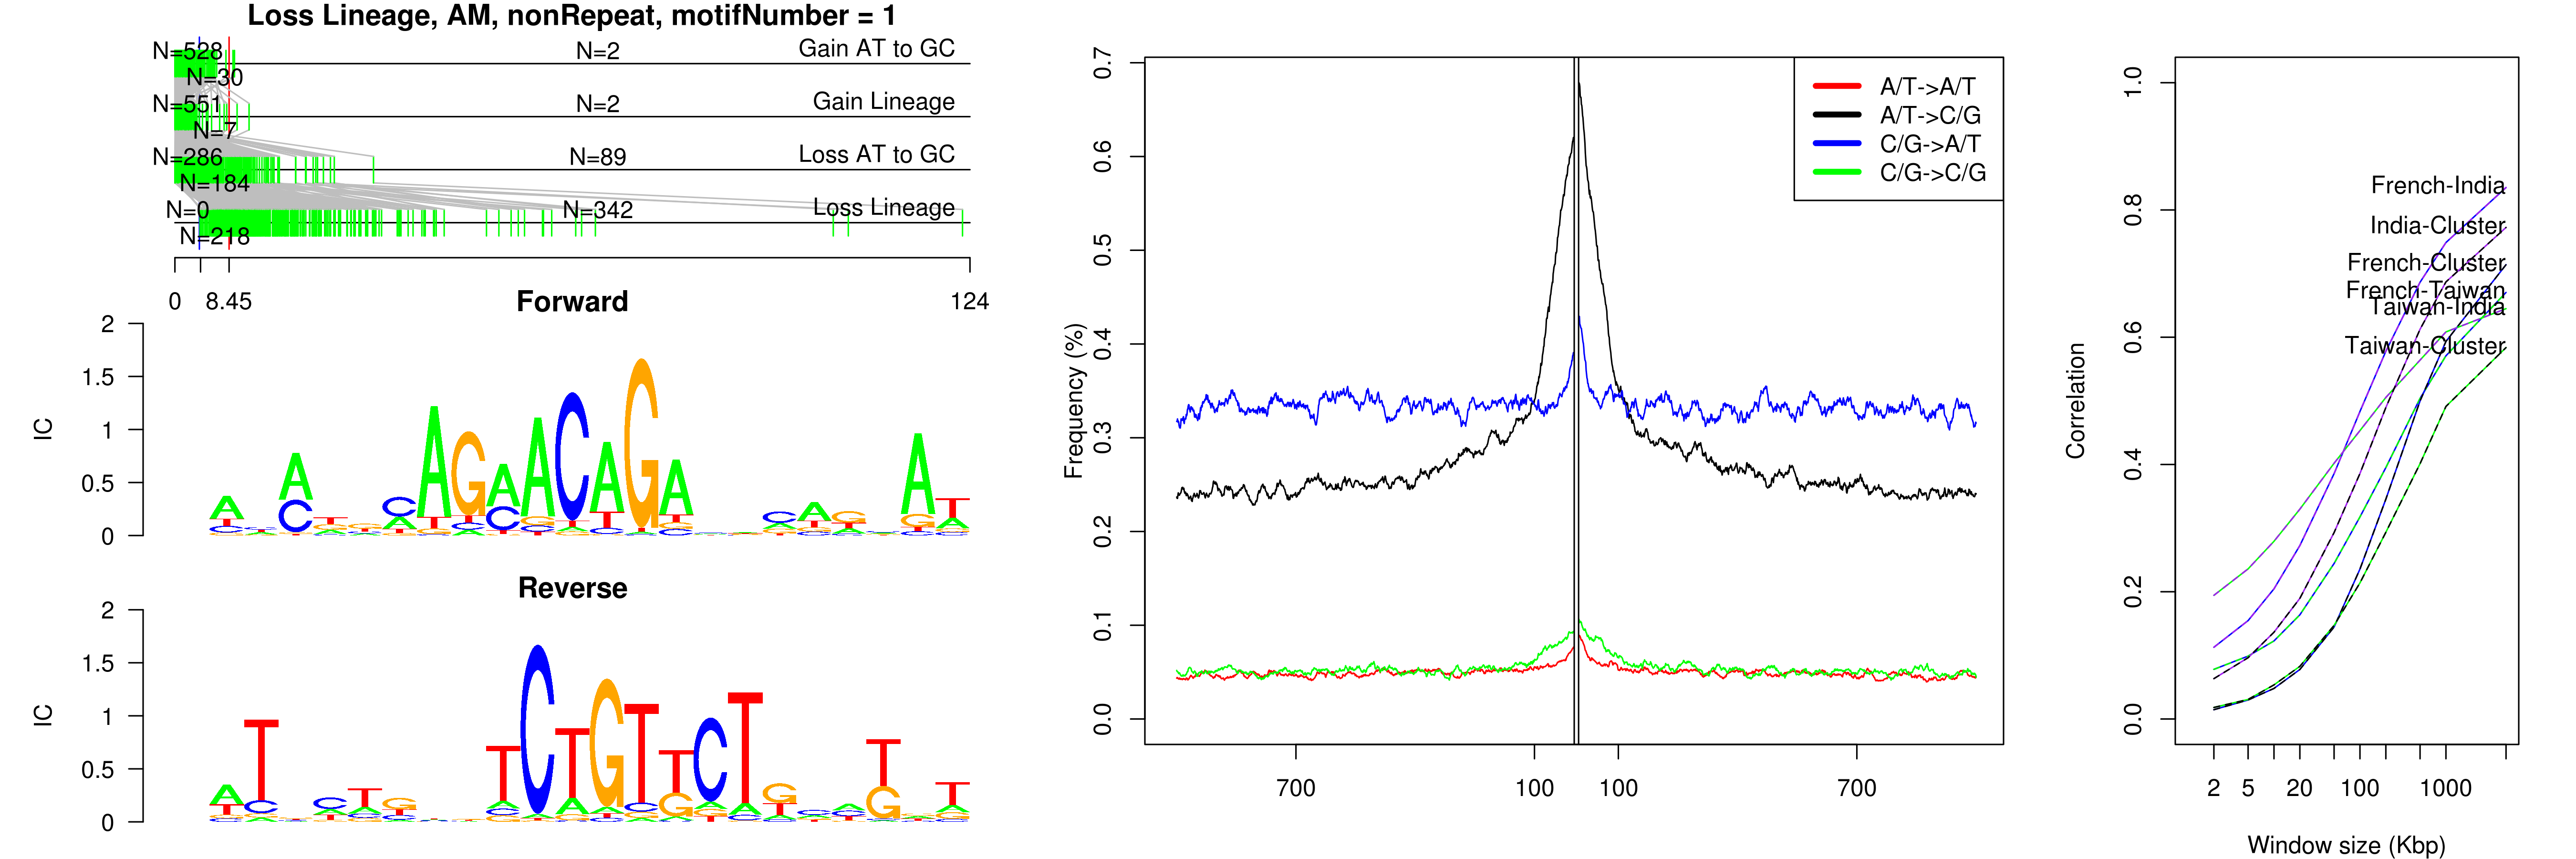 Loss Lineage, AM, nonRepeat, motifNumber = 1
N=528 N=2 Gain AT to GC
N=30
N=551 N=2 Gain Lineage
N=7
N=286 N=89 Loss AT to GC
N=184
N=0 N=342 Loss Lineage
N=218
0 8.45 124
Forward
IC
2
1.5
1
0.5
0
A C A G A A C A G A
Reverse
IC
2
1.5
1
0.5
0
T T C T G T T C T
Frequency (%)
0.7
0.6
0.5
0.4
0.3
0.2
0.1
0.0
A/T->A/T
A/T->C/G
C/G->A/T
C/G->C/G
700 100 100 700
Correlation
1.0
0.8
0.6
0.4
0.2
0.0
French-India
India-Cluster
French-Cluster
French-Taiwan
Taiwan-India
Taiwan-Cluster
2 5 20 100 1000
Window size (Kbp)